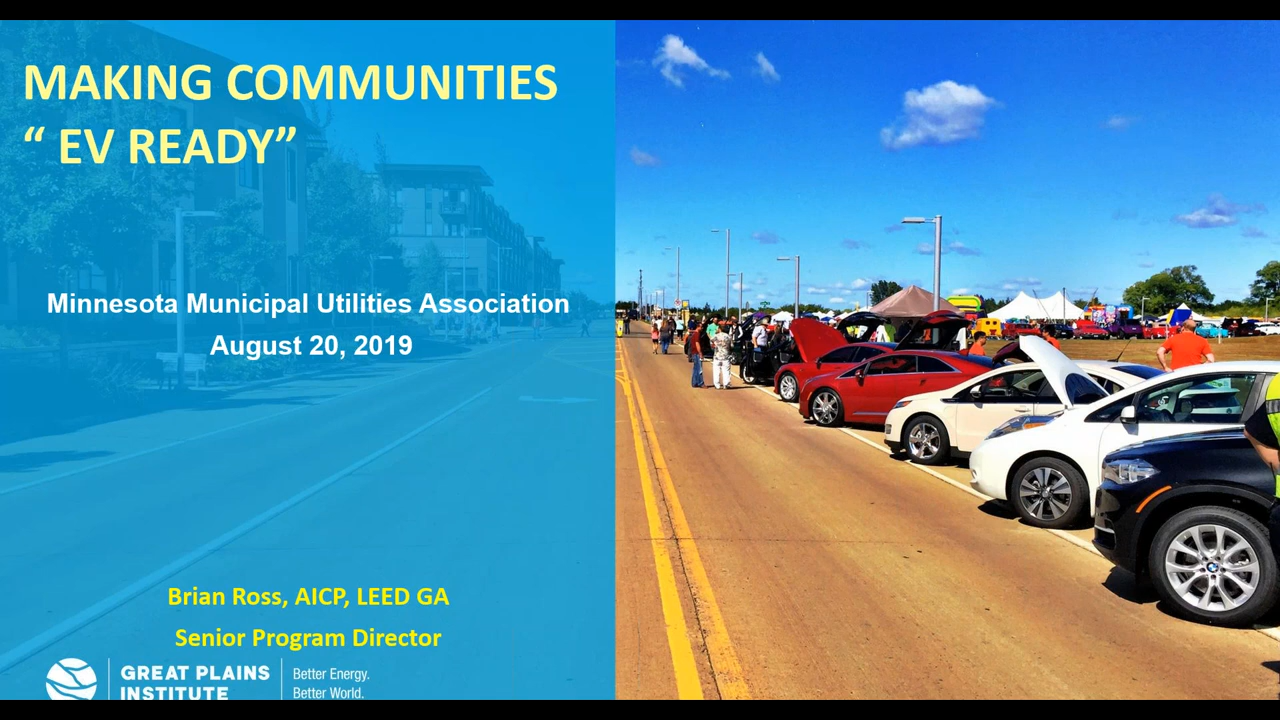 MAKING COMMUNITIES
“ EV READY”
Minnesota Municipal Utilities Association
August 20, 2019
Brian Ross, AICP, LEED GA
Senior Program Director
GREAT PLAINS
INSTITUTE
Better Energy.
Better World.